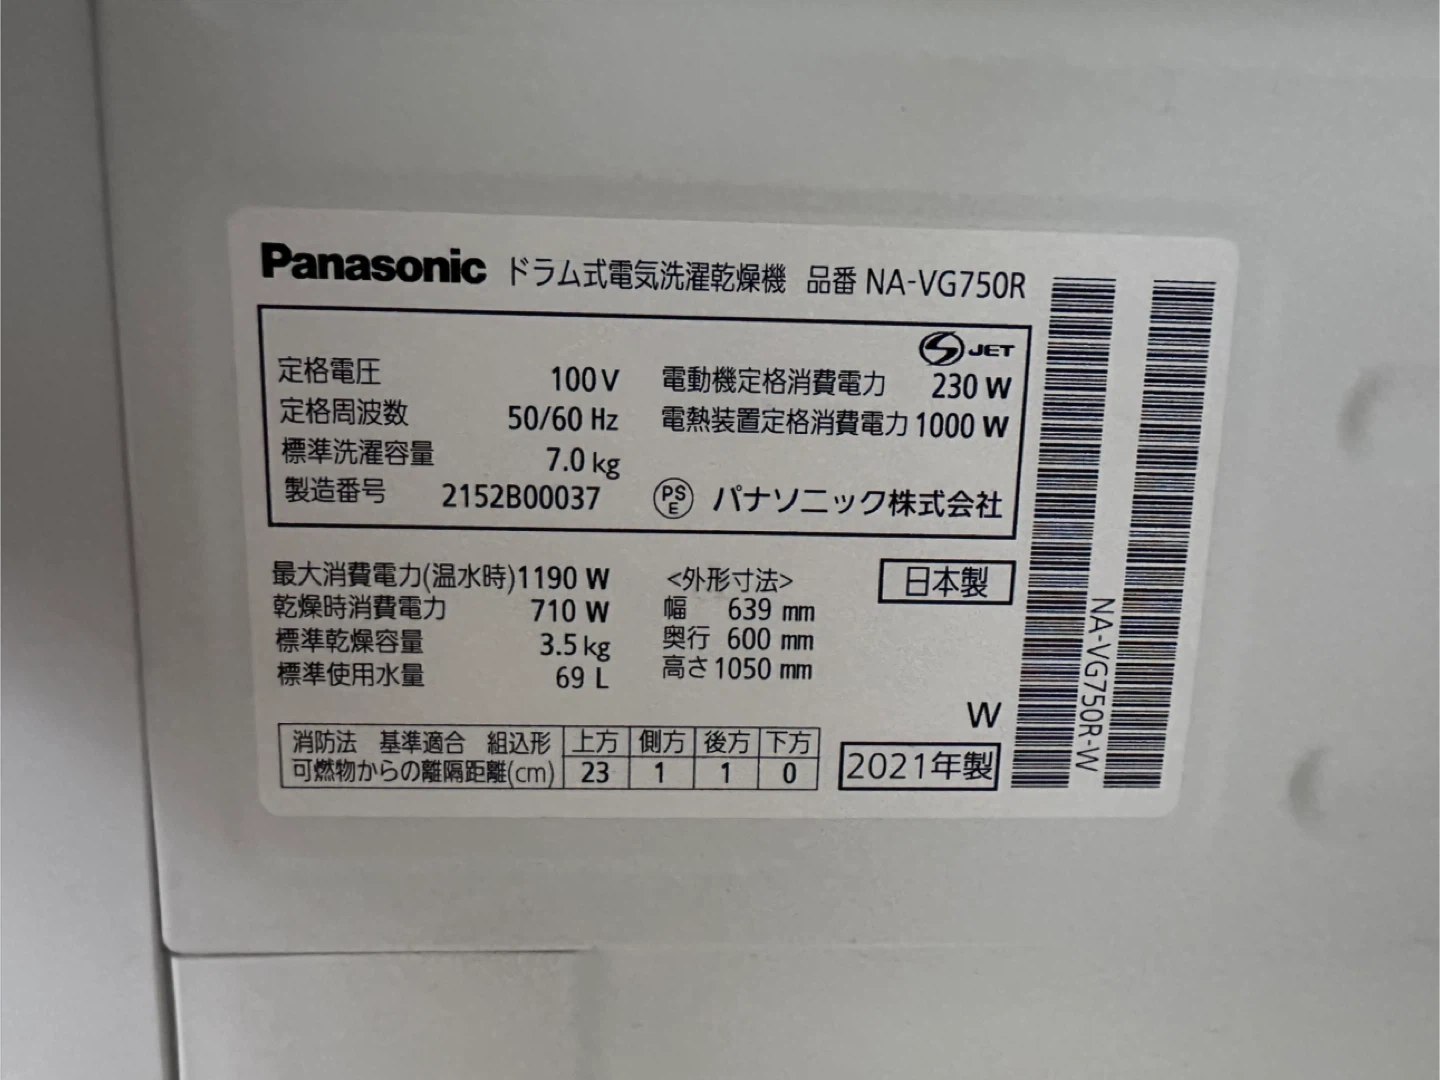 Panasonic ドラム式電気洗濯乾燥機 品番 NA-VG750R
S JET
定格電圧 100V 電動機定格消費電力 230 W
定格周波数 50/60 Hz 電熱装置定格消費電力 1000 W
標準洗濯容量 7.0 kg
製造番号 2152B00037 PSE パナソニック株式会社
最大消費電力(温水時)1190 W <外形寸法> 日本製
乾燥時消費電力 710 W 幅 639 mm
標準乾燥容量 3.5 kg 奥行 600 mm
標準使用水量 69 L 高さ 1050 mm
W
消防法 基準適合 組込形 上方 側方 後方 下方
可燃物からの離隔距離(cm) 23 1 1 0
2021年製
NA-VG750R-W